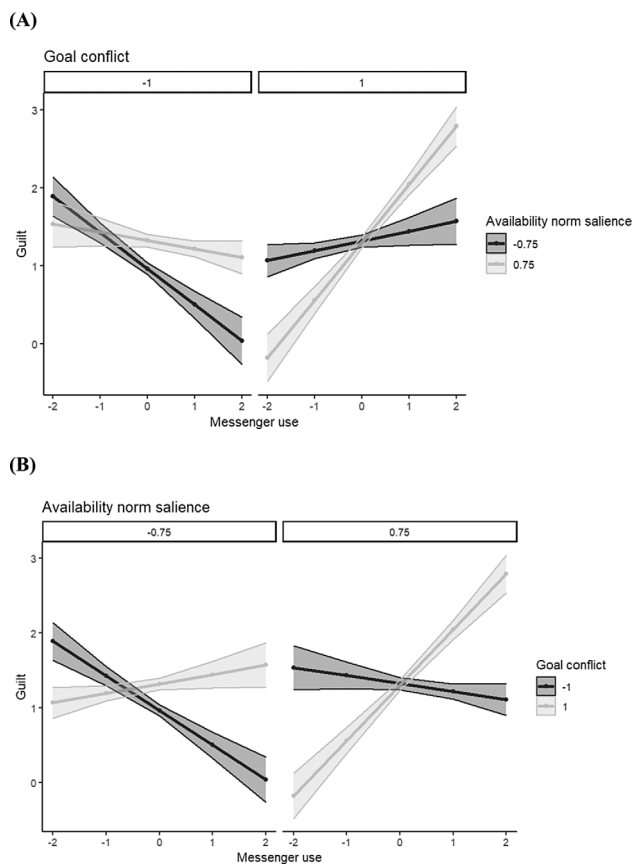 (A)
Goal conflict
-1 1
3
2
1
0
Guilt
-2 -1 0 1 2 -2 -1 0 1 2
Messenger use
Availability norm salience
-0.75
0.75
(B)
Availability norm salience
-0.75 0.75
3
2
1
0
Guilt
-2 -1 0 1 2 -2 -1 0 1 2
Messenger use
Goal conflict
-1
1